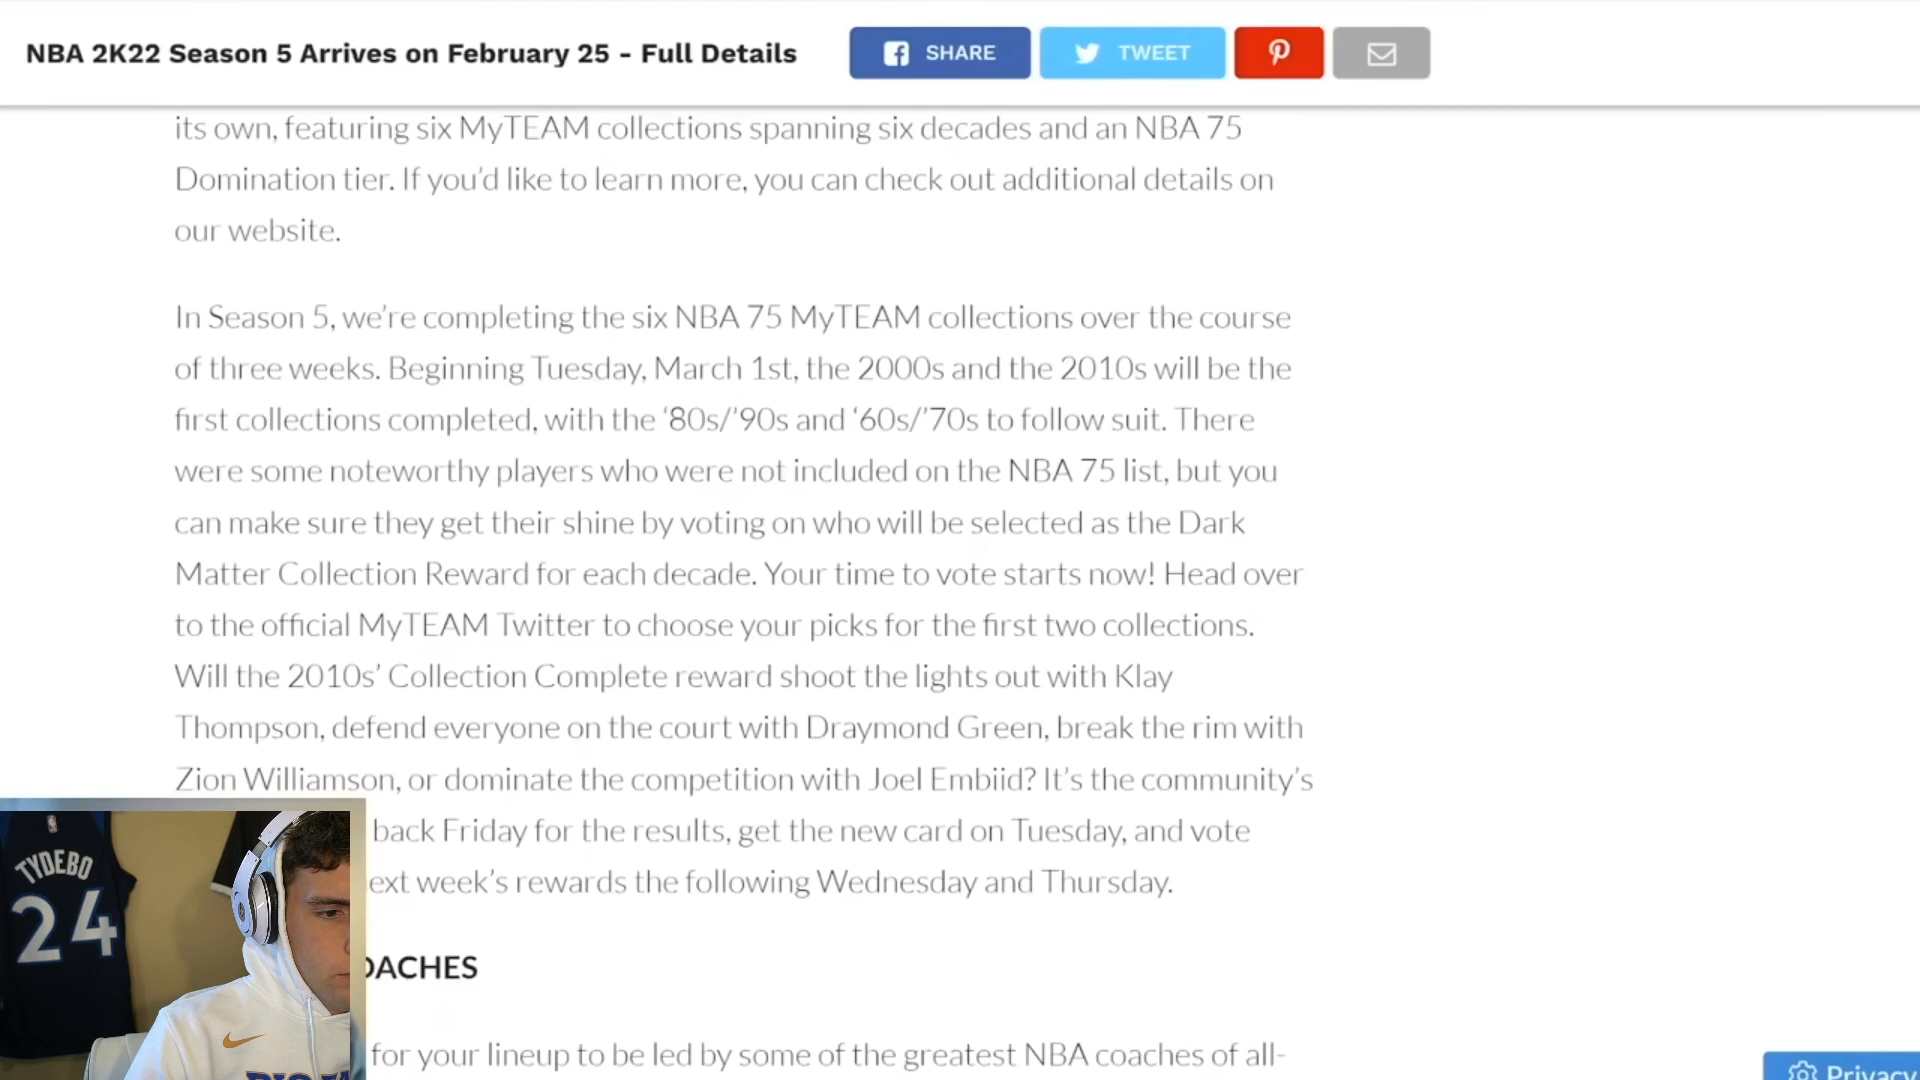 NBA 2K22 Season 5 Arrives on February 25 - Full Details
SHARE
TWEET
its own, featuring six MyTEAM collections spanning six decades and an NBA 75
Domination tier. If you’d like to learn more, you can check out additional details on
our website.
In Season 5, we’re completing the six NBA 75 MyTEAM collections over the course
of three weeks. Beginning Tuesday, March 1st, the 2000s and the 2010s will be the
first collections completed, with the ‘80s/’90s and ‘60s/’70s to follow suit. There
were some noteworthy players who were not included on the NBA 75 list, but you
can make sure they get their shine by voting on who will be selected as the Dark
Matter Collection Reward for each decade. Your time to vote starts now! Head over
to the official MyTEAM Twitter to choose your picks for the first two collections.
Will the 2010s’ Collection Complete reward shoot the lights out with Klay
Thompson, defend everyone on the court with Draymond Green, break the rim with
Zion Williamson, or dominate the competition with Joel Embiid? It’s the community’s
back Friday for the results, get the new card on Tuesday, and vote
ext week’s rewards the following Wednesday and Thursday.
OACHES
for your lineup to be led by some of the greatest NBA coaches of all-
Privacy
TYDEBO
24